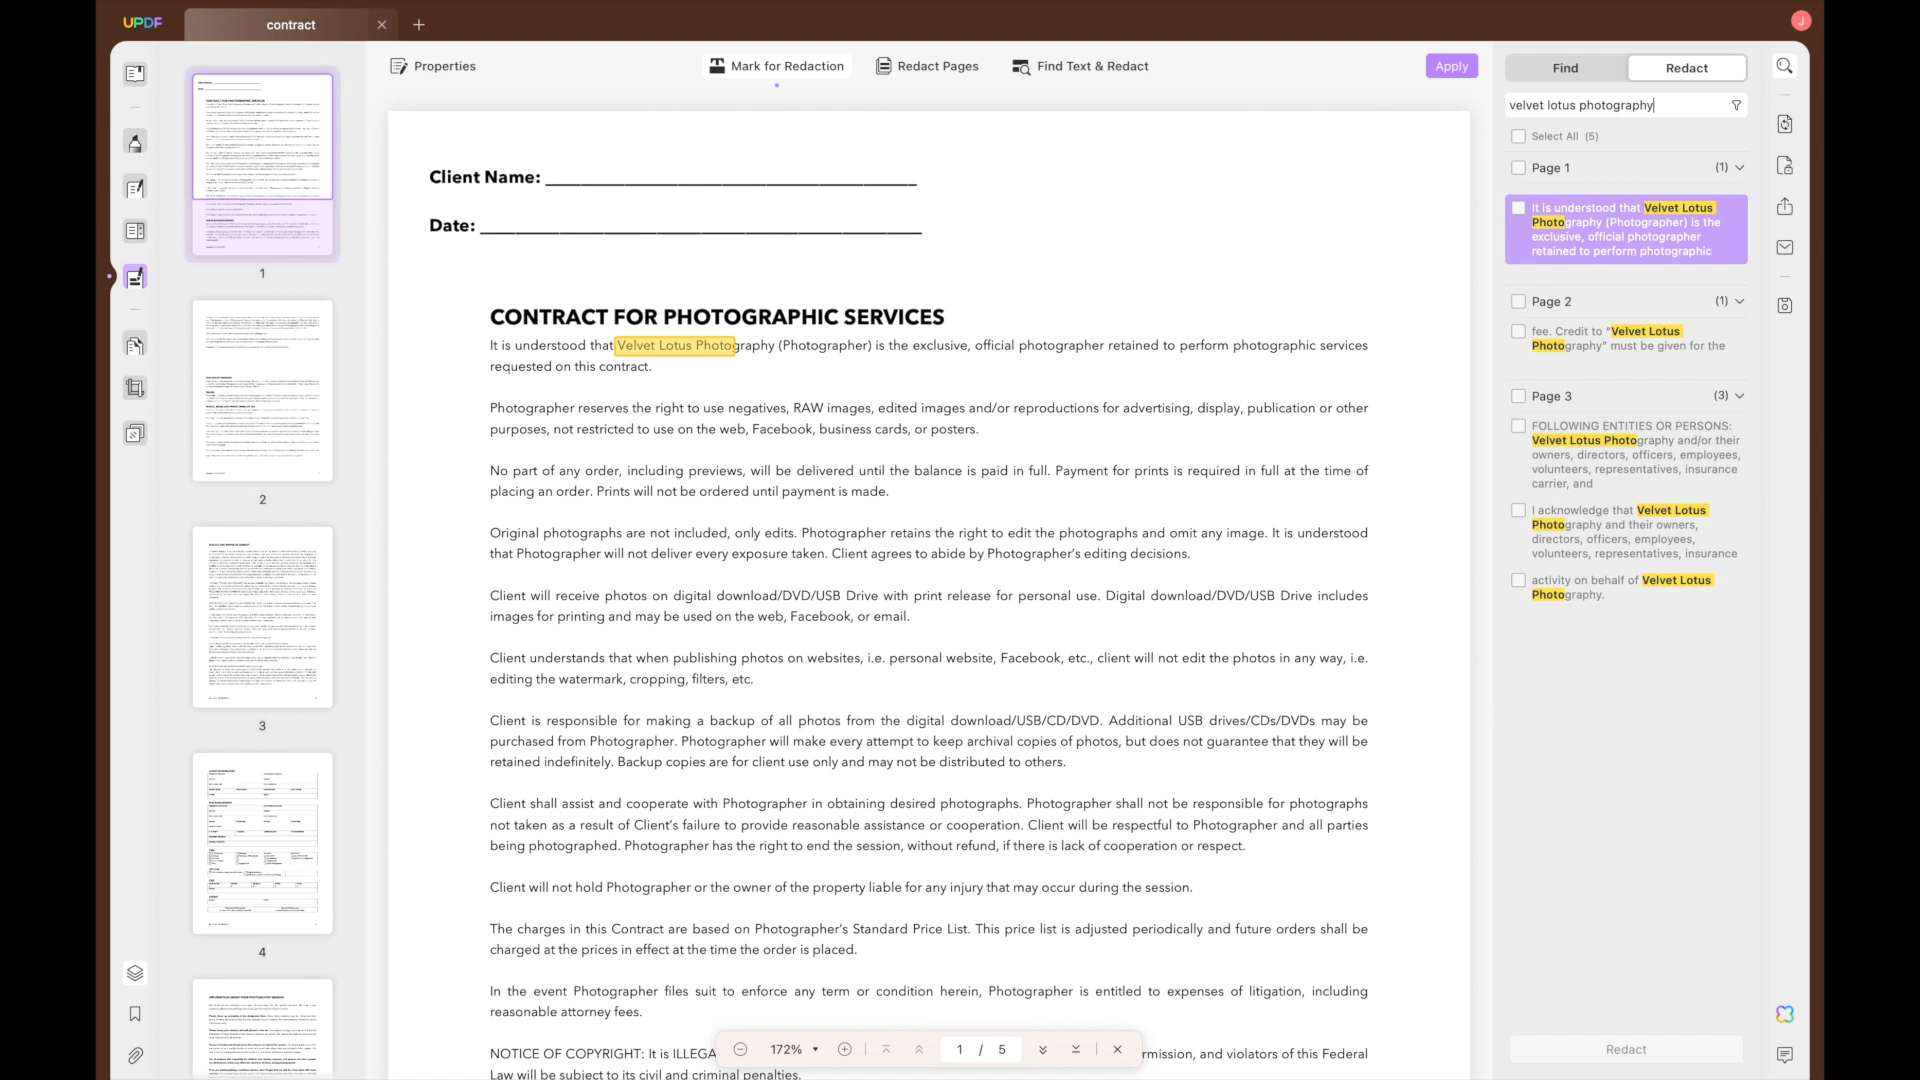 UPDF
contract
J
Properties
Mark for Redaction
Redact Pages
Find Text & Redact
Apply
Find
Redact
velvet lotus photography
Select All (5)
Page 1 (1)
It is understood that Velvet Lotus
Photography (Photographer) is the
exclusive, official photographer
retained to perform photographic
Page 2 (1)
fee. Credit to "Velvet Lotus
Photography" must be given for the
Page 3 (3)
FOLLOWING ENTITIES OR PERSONS:
Velvet Lotus Photography and/or their
owners, directors, officers, employees,
volunteers, representatives, insurance
carrier, and
I acknowledge that Velvet Lotus
Photography and their owners,
directors, officers, employees,
volunteers, representatives, insurance
activity on behalf of Velvet Lotus
Photography.
Redact
1
2
3
4
Client Name:
Date:
CONTRACT FOR PHOTOGRAPHIC SERVICES
It is understood that Velvet Lotus Photography (Photographer) is the exclusive, official photographer retained to perform photographic services
requested on this contract.
Photographer reserves the right to use negatives, RAW images, edited images and/or reproductions for advertising, display, publication or other
purposes, not restricted to use on the web, Facebook, business cards, or posters.
No part of any order, including previews, will be delivered until the balance is paid in full. Payment for prints is required in full at the time of
placing an order. Prints will not be ordered until payment is made.
Original photographs are not included, only edits. Photographer retains the right to edit the photographs and omit any image. It is understood
that Photographer will not deliver every exposure taken. Client agrees to abide by Photographer's editing decisions.
Client will receive photos on digital download/DVD/USB Drive with print release for personal use. Digital download/DVD/USB Drive includes
images for printing and may be used on the web, Facebook, or email.
Client understands that when publishing photos on websites, i.e. personal website, Facebook, etc., client will not edit the photos in any way, i.e.
editing the watermark, cropping, filters, etc.
Client is responsible for making a backup of all photos from the digital download/USB/CD/DVD. Additional USB drives/CDs/DVDs may be
purchased from Photographer. Photographer will make every attempt to keep archival copies of photos, but does not guarantee that they will be
retained indefinitely. Backup copies are for client use only and may not be distributed to others.
Client shall assist and cooperate with Photographer in obtaining desired photographs. Photographer shall not be responsible for photographs
not taken as a result of Client's failure to provide reasonable assistance or cooperation. Client will be respectful to Photographer and all parties
being photographed. Photographer has the right to end the session, without refund, if there is lack of cooperation or respect.
Client will not hold Photographer or the owner of the property liable for any injury that may occur during the session.
The charges in this Contract are based on Photographer's Standard Price List. This price list is adjusted periodically and future orders shall be
charged at the prices in effect at the time the order is placed.
In the event Photographer files suit to enforce any term or condition herein, Photographer is entitled to expenses of litigation, including
reasonable attorney fees.
NOTICE OF COPYRIGHT: It is ILLEGA
rmission, and violators of this Federal
Law will be subject to its civil and criminal penalties.
172%
1 / 5